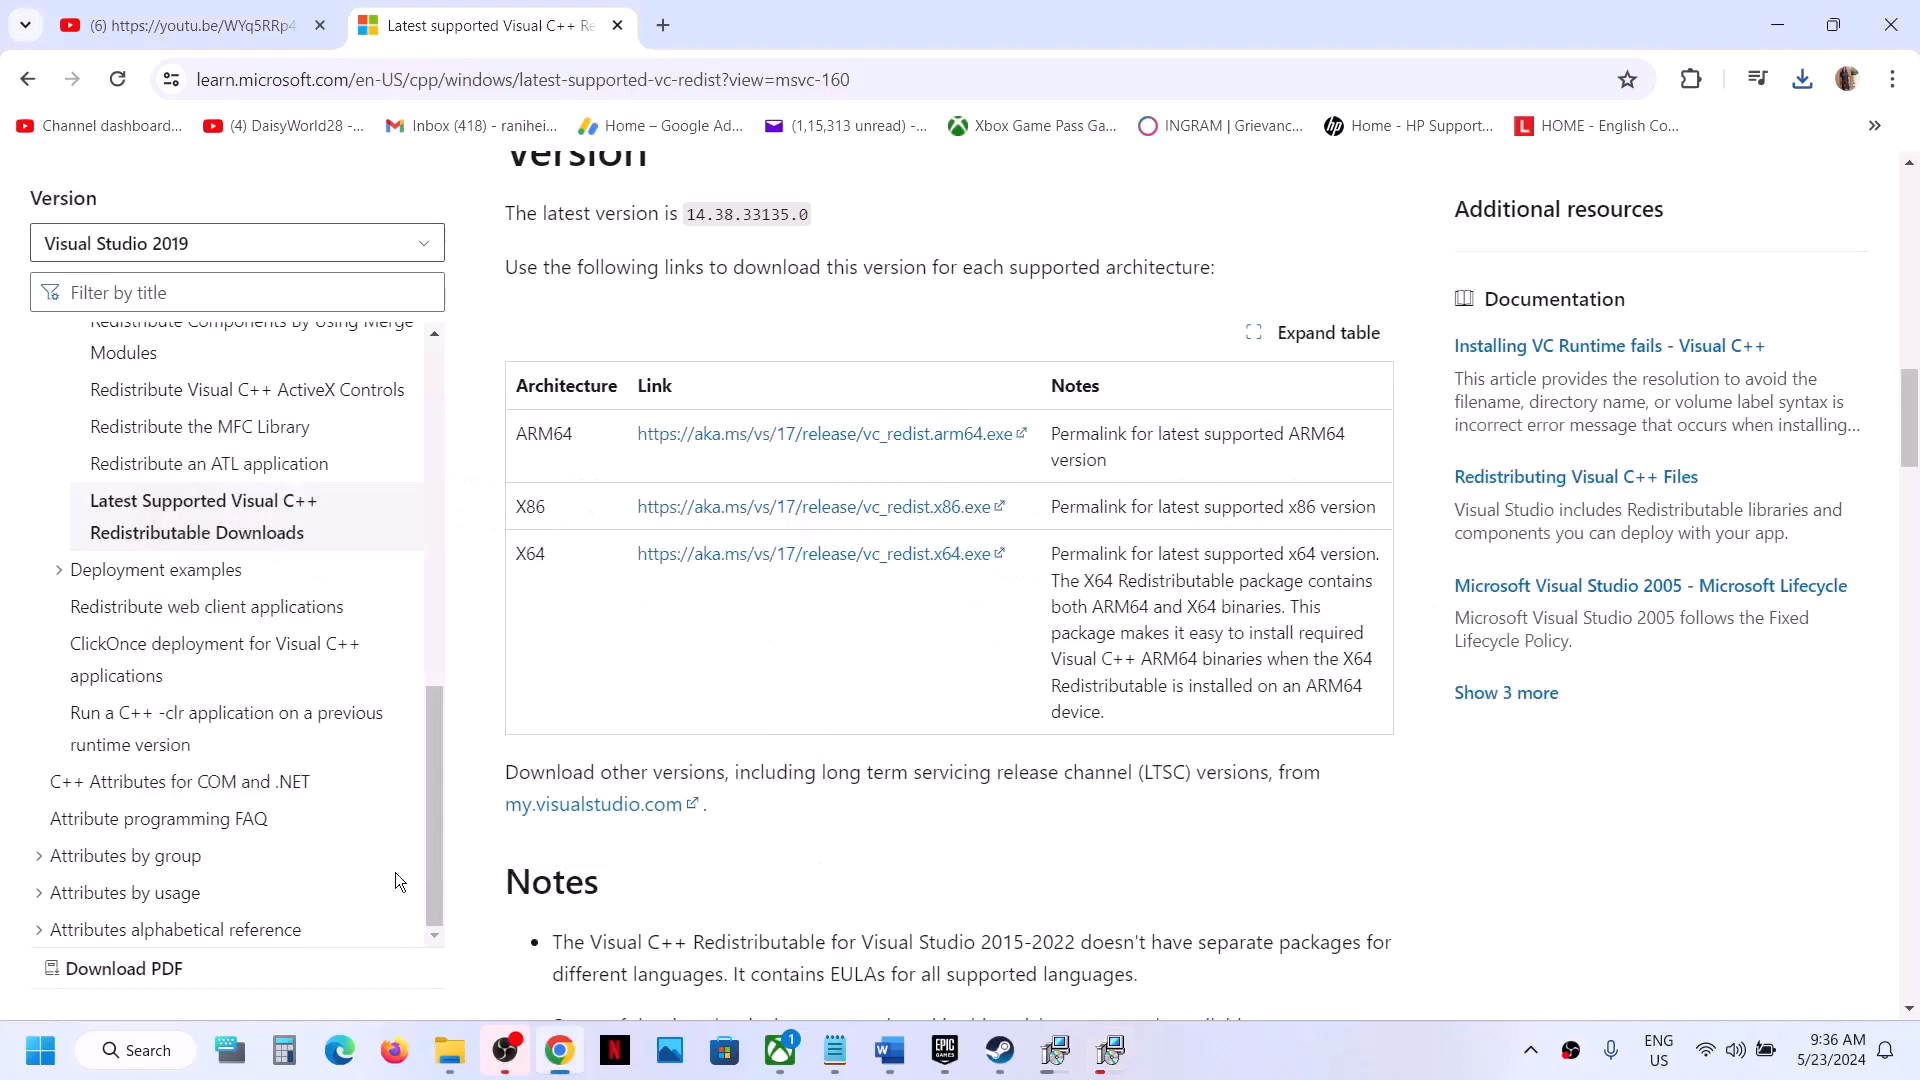 (6) https://youtu.be/WYq5RRp4
Latest supported Visual C++ Re
learn.microsoft.com/en-US/cpp/windows/latest-supported-vc-redist?view=msvc-160
Channel dashboard...
(4) DaisyWorld28 -...
Inbox (418) - ranihei...
Home – Google Ad...
(1,15,313 unread) -...
Xbox Game Pass Ga...
INGRAM | Grievanc...
Home - HP Support...
HOME - English Co...
Version
Visual Studio 2019
Filter by title
Redistribute Components By Using Merge
Modules
Redistribute Visual C++ ActiveX Controls
Redistribute the MFC Library
Redistribute an ATL application
Latest Supported Visual C++
Redistributable Downloads
Deployment examples
Redistribute web client applications
ClickOnce deployment for Visual C++
applications
Run a C++ -clr application on a previous
runtime version
C++ Attributes for COM and .NET
Attribute programming FAQ
Attributes by group
Attributes by usage
Attributes alphabetical reference
Download PDF
Version
The latest version is 14.38.33135.0
Use the following links to download this version for each supported architecture:
Expand table
Architecture Link Notes
ARM64 https://aka.ms/vs/17/release/vc_redist.arm64.exe Permalink for latest supported ARM64
version
X86 https://aka.ms/vs/17/release/vc_redist.x86.exe Permalink for latest supported x86 version
X64 https://aka.ms/vs/17/release/vc_redist.x64.exe Permalink for latest supported x64 version.
The X64 Redistributable package contains
both ARM64 and X64 binaries. This
package makes it easy to install required
Visual C++ ARM64 binaries when the X64
Redistributable is installed on an ARM64
device.
Download other versions, including long term servicing release channel (LTSC) versions, from
my.visualstudio.com .
Notes
• The Visual C++ Redistributable for Visual Studio 2015-2022 doesn't have separate packages for
different languages. It contains EULAs for all supported languages.
Additional resources
Documentation
Installing VC Runtime fails - Visual C++
This article provides the resolution to avoid the
filename, directory name, or volume label syntax is
incorrect error message that occurs when installing...
Redistributing Visual C++ Files
Visual Studio includes Redistributable libraries and
components you can deploy with your app.
Microsoft Visual Studio 2005 - Microsoft Lifecycle
Microsoft Visual Studio 2005 follows the Fixed
Lifecycle Policy.
Show 3 more
Search
1
EPIC
GAMES
ENG
US
9:36 AM
5/23/2024